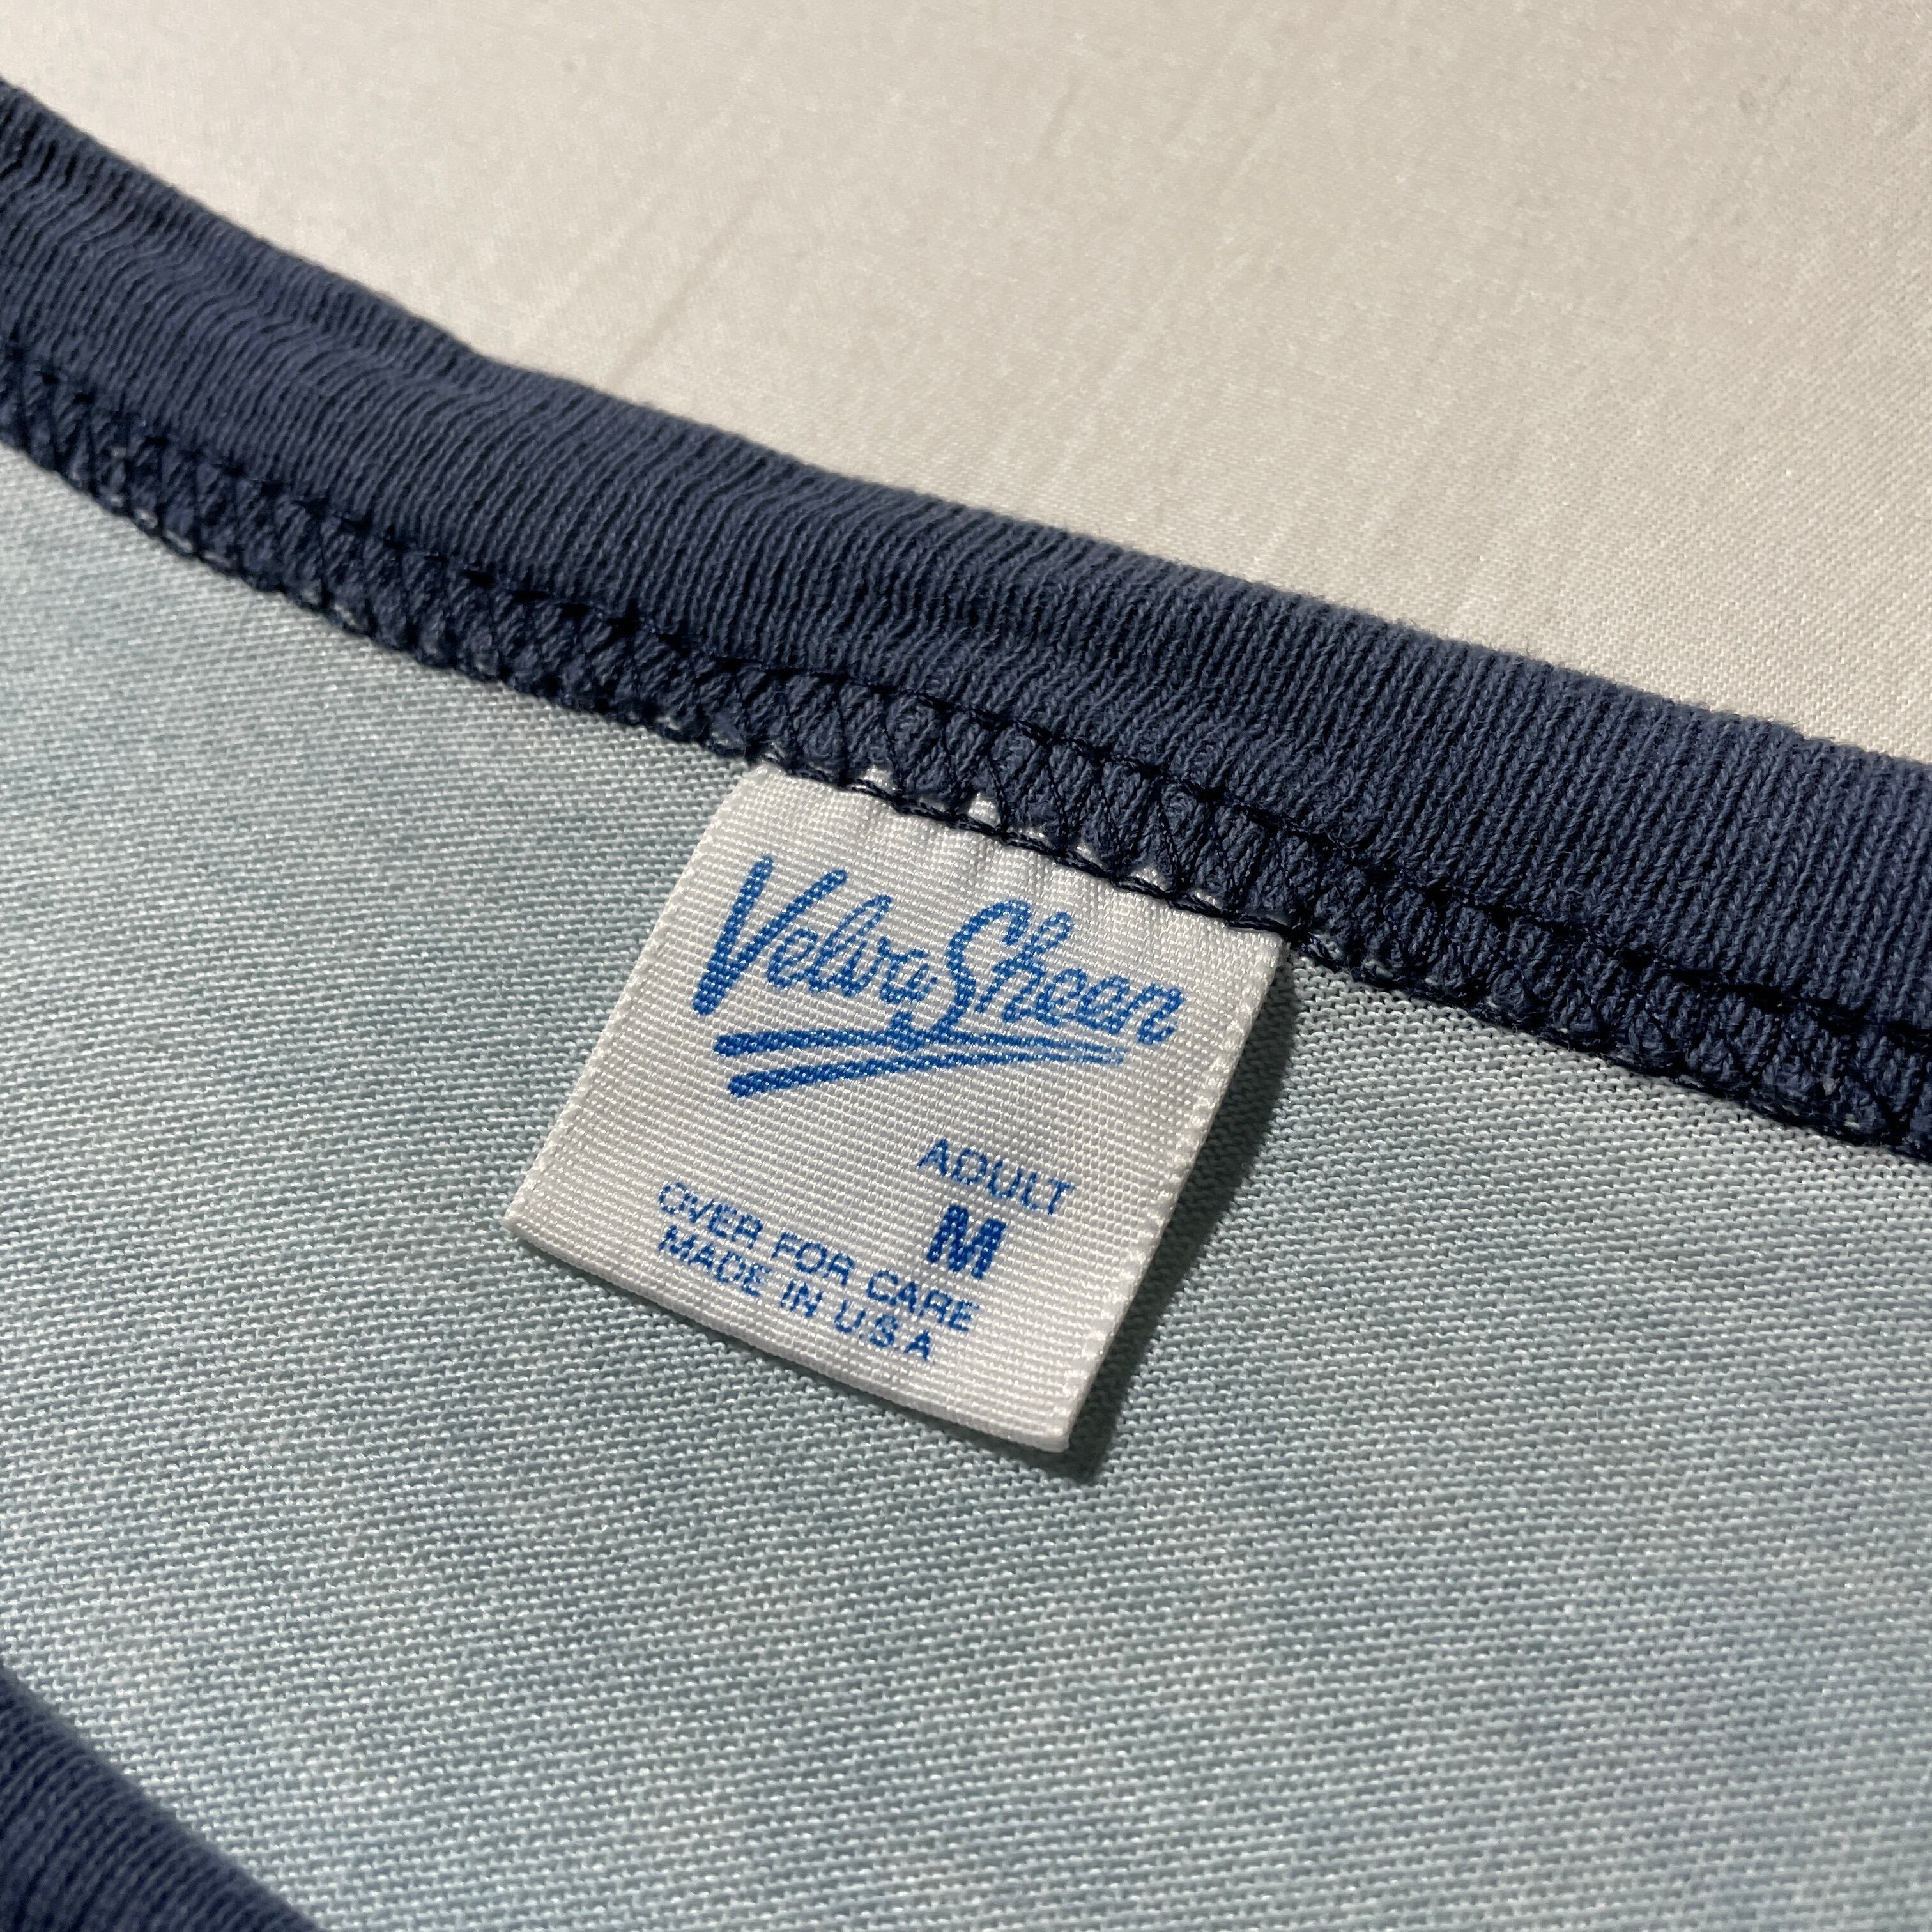 Velva Sheen
ADULT
M
OVER FOR CARE
MADE IN U.S.A